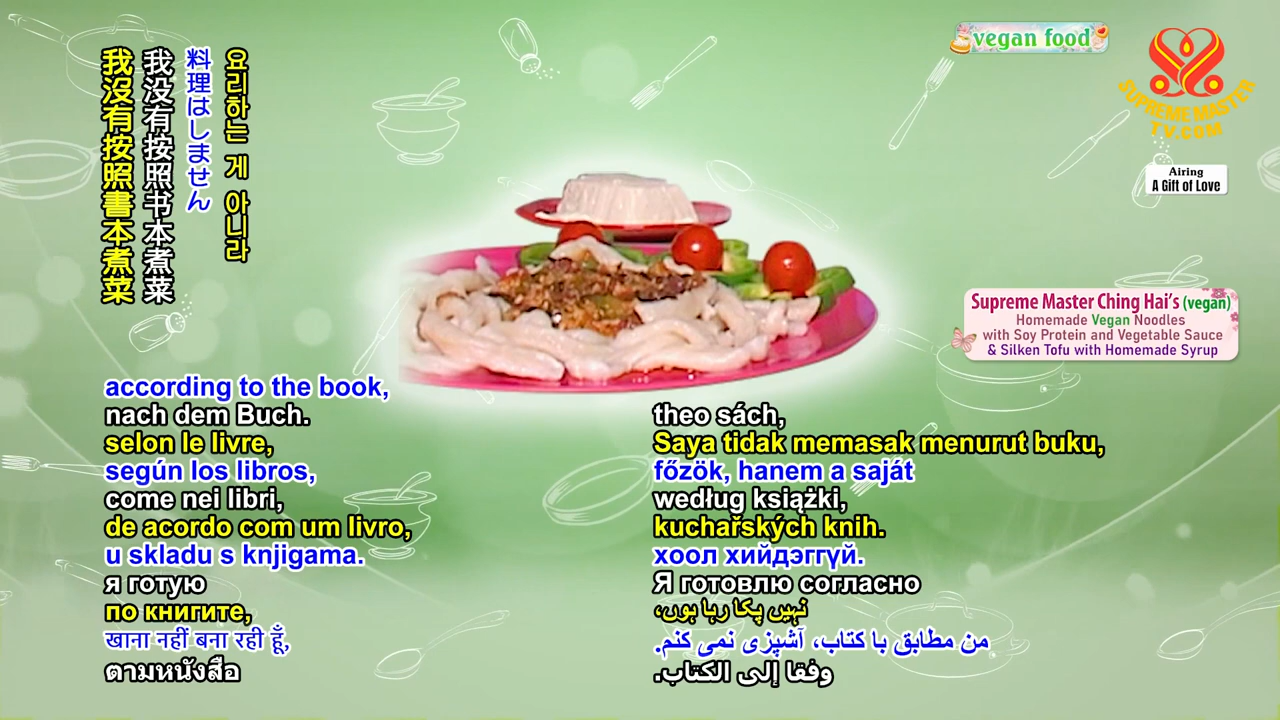 vegan food
SUPREME MASTER
TV.COM
Airing
A Gift of Love
요리하는 게 아니라
料理はしません
我没有按照书本煮菜
我沒有按照書本煮菜
Supreme Master Ching Hai's (vegan)
Homemade Vegan Noodles
with Soy Protein and Vegetable Sauce
& Silken Tofu with Homemade Syrup
according to the book,
nach dem Buch.
selon le livre,
según los libros,
come nei libri,
de acordo com um livro,
u skladu s knjigama.
я готую
по книгите,
खाना नहीं बना रही हूँ,
ตามหนังสือ
theo sách,
Saya tidak memasak menurut buku,
főzök, hanem a saját
według książki,
kuchařských knih.
хоол хийдэггүй.
Я готовлю согласно
نہیں پکا رہا ہوں،
من مطابق با کتاب، آشپزی نمی کنم.
وفقا إلى الكتاب.